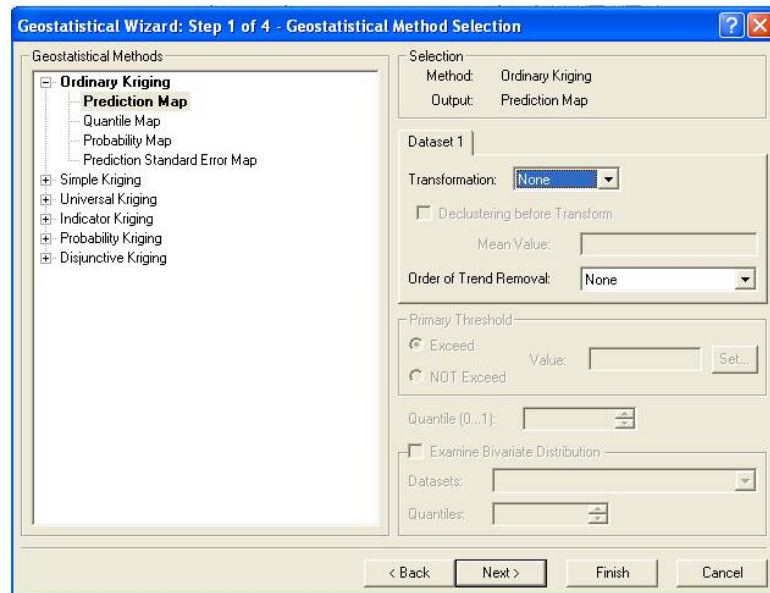 Geostatistical Wizard: Step 1 of 4 - Geostatistical Method Selection
Geostatistical Methods
Ordinary Kriging
Prediction Map
Quantile Map
Probability Map
Prediction Standard Error Map
Simple Kriging
Universal Kriging
Indicator Kriging
Probability Kriging
Disjunctive Kriging
Selection
Method: Ordinary Kriging
Output: Prediction Map
Dataset 1
Transformation: None
Declustering before Transform
Mean Value:
Order of Trend Removal: None
Primary Threshold
Exceed
Value: Set...
NOT Exceed
Quantile (0...1):
Examine Bivariate Distribution
Datasets:
Quantiles:
< Back Next > Finish Cancel